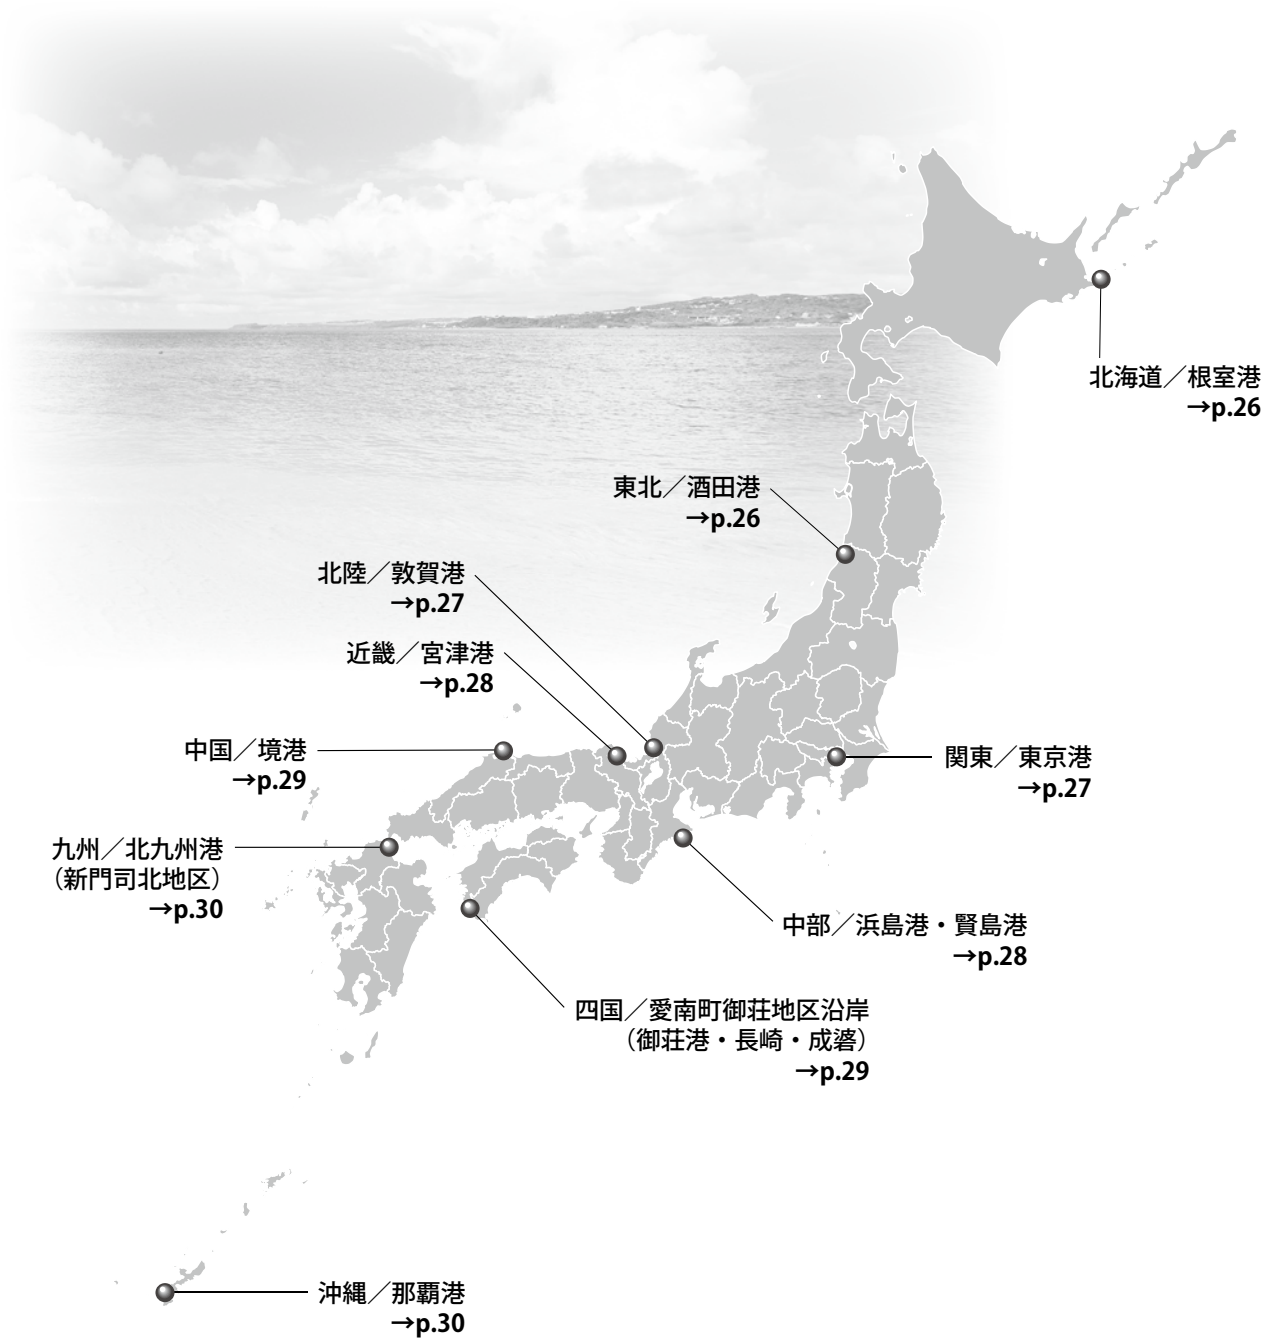 北海道／根室港
→p.26
東北／酒田港
→p.26
北陸／敦賀港
→p.27
近畿／宮津港
→p.28
中国／境港
→p.29
関東／東京港
→p.27
九州／北九州港
（新門司北地区）
→p.30
中部／浜島港・賢島港
→p.28
四国／愛南町御荘地区沿岸
（御荘港・長崎・成碆）
→p.29
沖縄／那覇港
→p.30